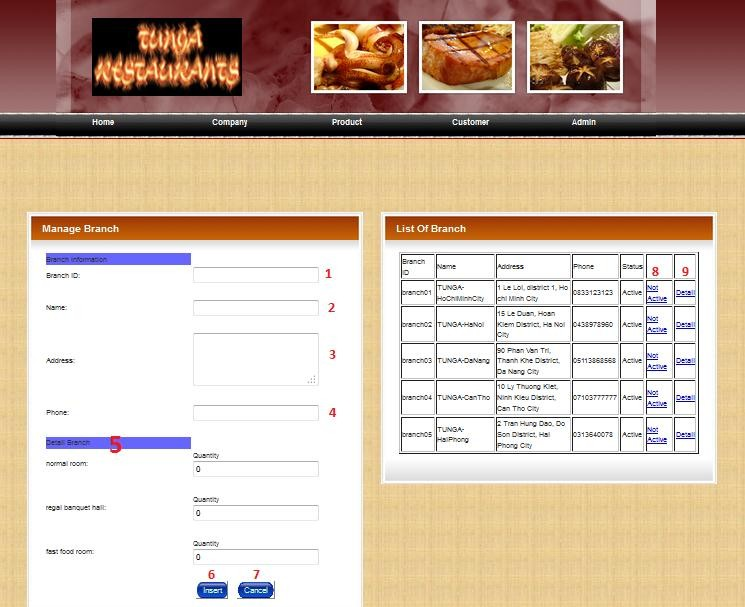 TUNGA
RESTAURANTS
Home Company Product Customer Admin
Manage Branch
Branch Information
Branch ID: 1
Name: 2
Address: 3
Phone: 4
Detail Branch 5
Quantity
normal room: 0
Quantity
regal banquet hall: 0
Quantity
fast food room: 0
6 7
Insert Cancel
List Of Branch
Branch
ID Name Address Phone Status 8 9
branch01 TUNGA-
HoChiMinhCity 1 Le Loi, district 1, Ho
chi Minh City 0833123123 Active Not
Active Detail
branch02 TUNGA-HaNoi 15 Le Duan, Hoan
Kiem District, Ha Noi
City 0438978960 Active Not
Active Detail
branch03 TUNGA-DaNang 90 Phan Van Tri,
Thanh Khe District,
Da Nang City 05113868568 Active Not
Active Detail
branch04 TUNGA-CanTho 10 Ly Thuong Kiet,
Ninh Kieu District,
Can Tho City 07103777777 Active Not
Active Detail
branch05 TUNGA-
HaiPhong 2 Tran Hung Dao, Do
Son District, Hai
Phong City 0313640078 Active Not
Active Detail